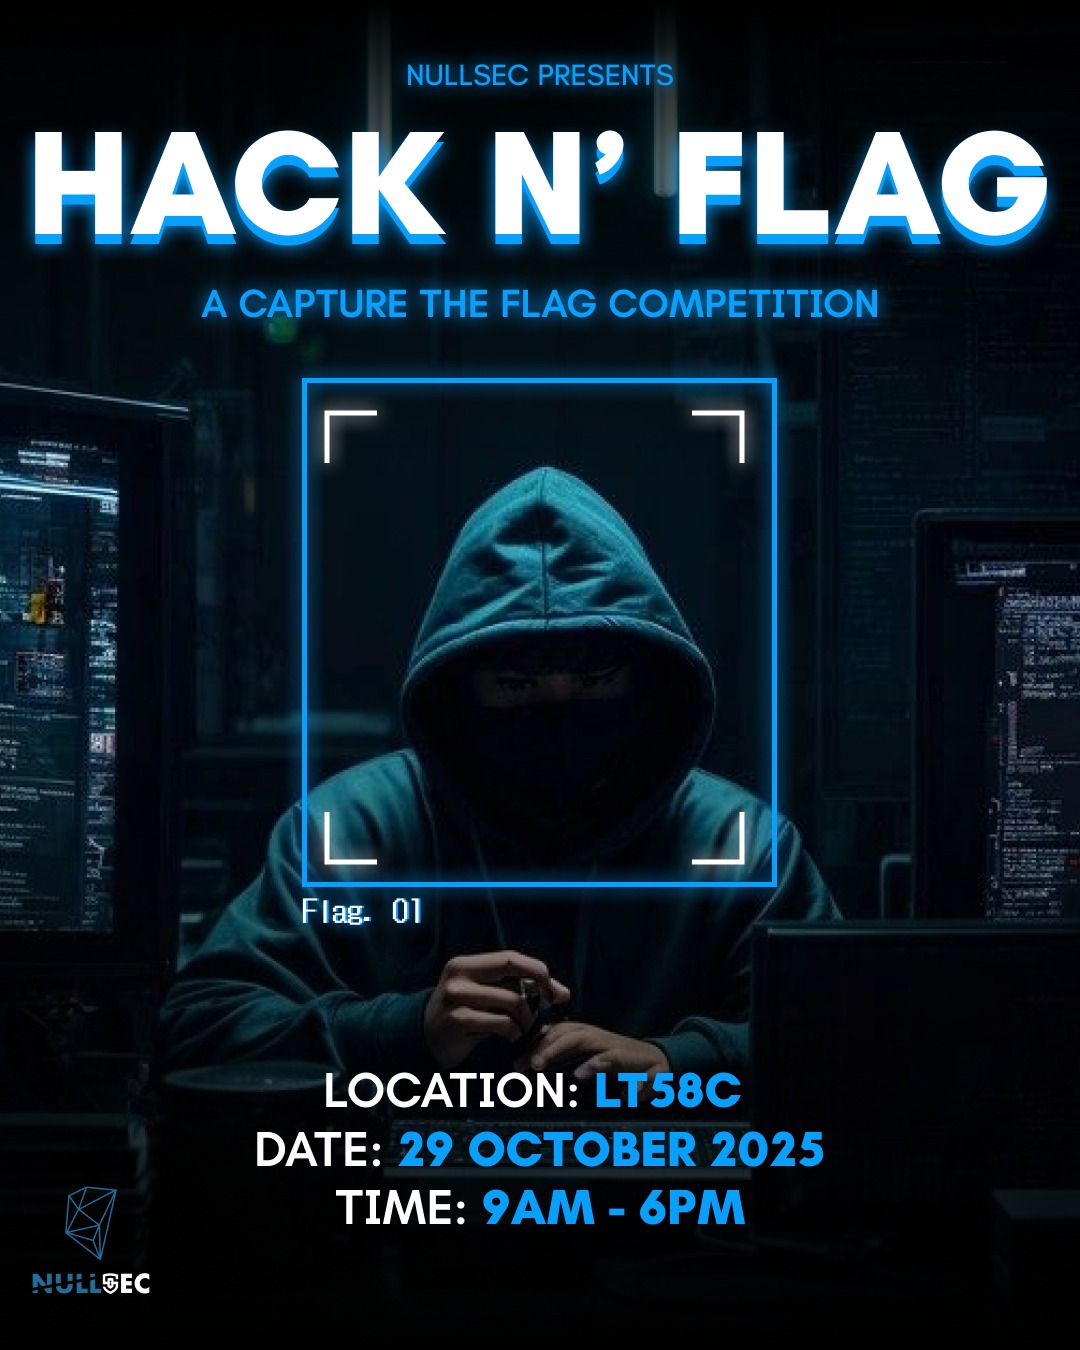 NULLSEC PRESENTS
HACK N’ FLAG
A CAPTURE THE FLAG COMPETITION
Flag. 01
LOCATION: LT58C
DATE: 29 OCTOBER 2025
TIME: 9AM - 6PM
NULLSEC